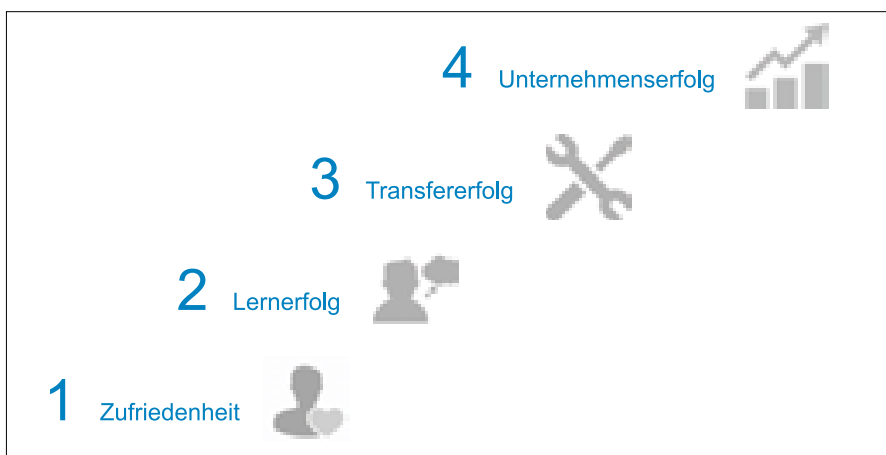 4 Unternehmenserfolg
3 Transfererfolg
2 Lernerfolg
1 Zufriedenheit